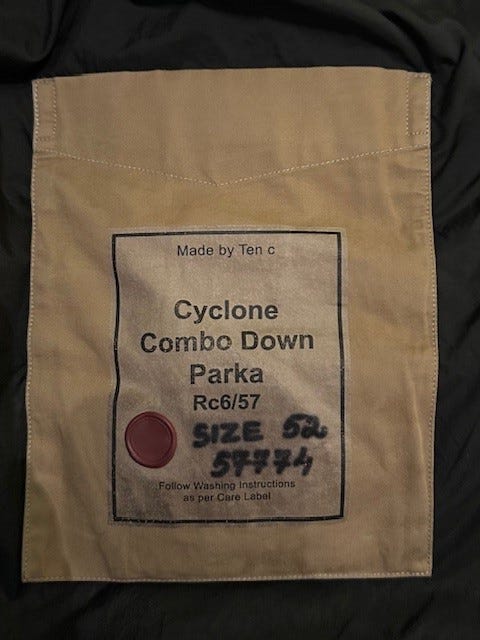 Made by Ten c
Cyclone
Combo Down
Parka
Rc6/57
SIZE 52
57774
Follow Washing Instructions
as per Care Label